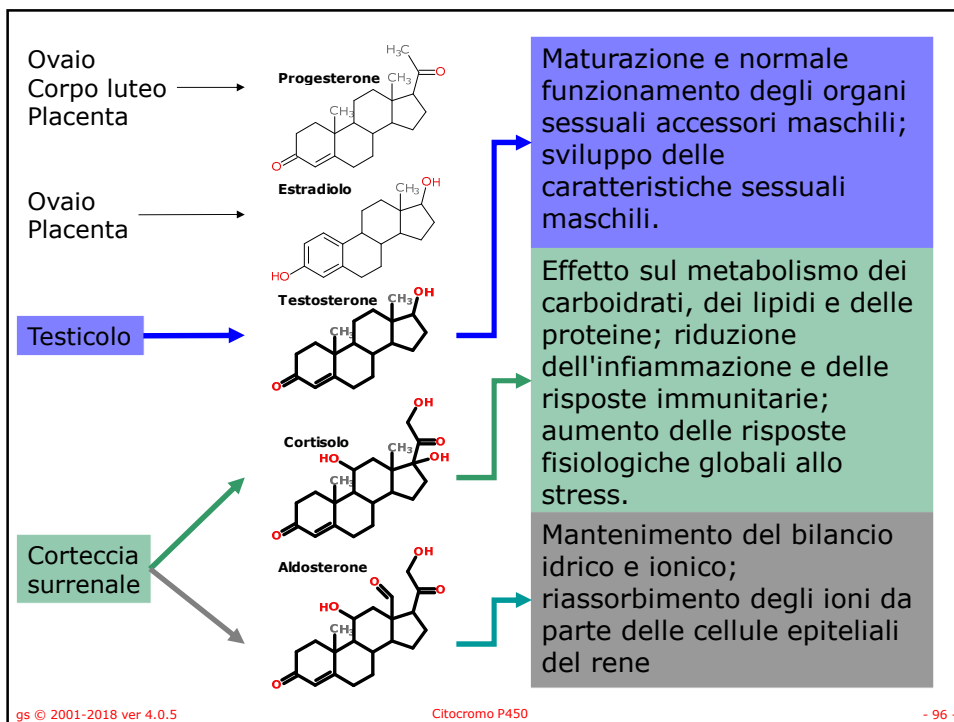 Ovaio
Corpo luteo
Placenta
Progesterone
H₃C
O
CH₃
CH₃
O
Maturazione e normale
funzionamento degli organi
sessuali accessori maschili;
sviluppo delle
caratteristiche sessuali
maschili.
Ovaio
Placenta
Estradiolo
CH₃
OH
HO
Testicolo
Testosterone
CH₃
OH
CH₃
O
Effetto sul metabolismo dei
carboidrati, dei lipidi e delle
proteine; riduzione
dell'infiammazione e delle
risposte immunitarie;
aumento delle risposte
fisiologiche globali allo
stress.
Corteccia
surrenale
Cortisolo
OH
O
CH₃
OH
HO
CH₃
O
Aldosterone
OH
O
O
HO
CH₃
O
Mantenimento del bilancio
idrico e ionico;
riassorbimento degli ioni da
parte delle cellule epiteliali
del rene
gs © 2001-2018 ver 4.0.5
Citocromo P450
- 96 -